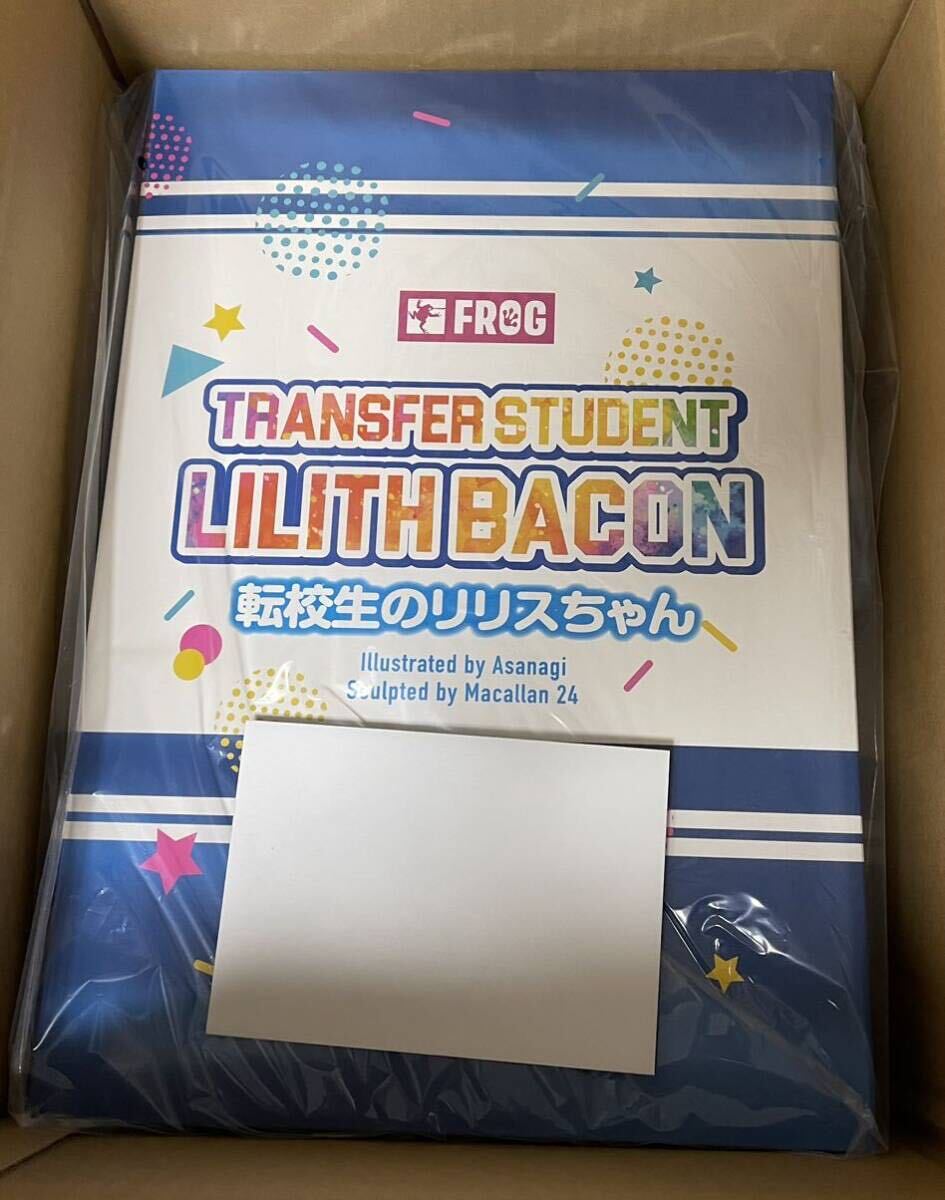 FROG
TRANSFER STUDENT
LILITH BACON
転校生のリリスちゃん
Illustrated by Asanagi
Sculpted by Macallan 24